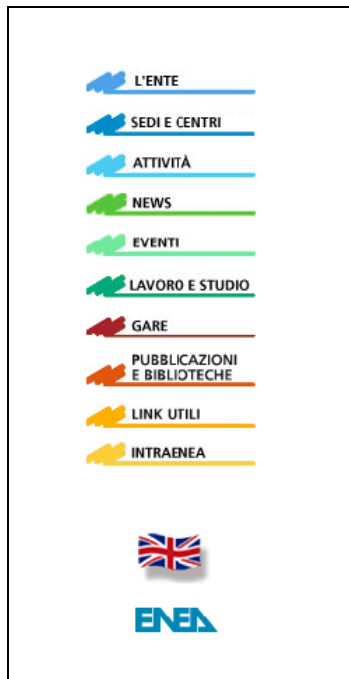 L'ENTE
SEDI E CENTRI
ATTIVITÀ
NEWS
EVENTI
LAVORO E STUDIO
GARE
PUBBLICAZIONI
E BIBLIOTECHE
LINK UTILI
INTRAENEA
ENEA